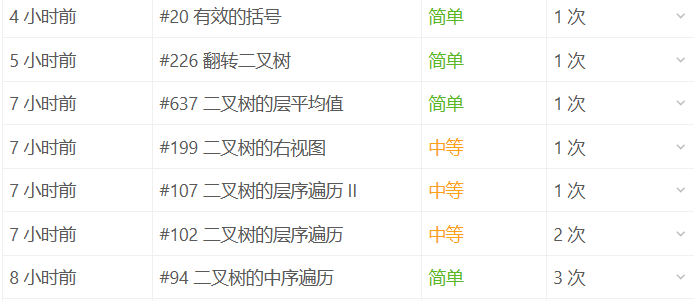 4 小时前 #20 有效的括号 简单 1 次
5 小时前 #226 翻转二叉树 简单 1 次
7 小时前 #637 二叉树的层平均值 简单 1 次
7 小时前 #199 二叉树的右视图 中等 1 次
7 小时前 #107 二叉树的层序遍历 II 中等 1 次
7 小时前 #102 二叉树的层序遍历 中等 2 次
8 小时前 #94 二叉树的中序遍历 简单 3 次